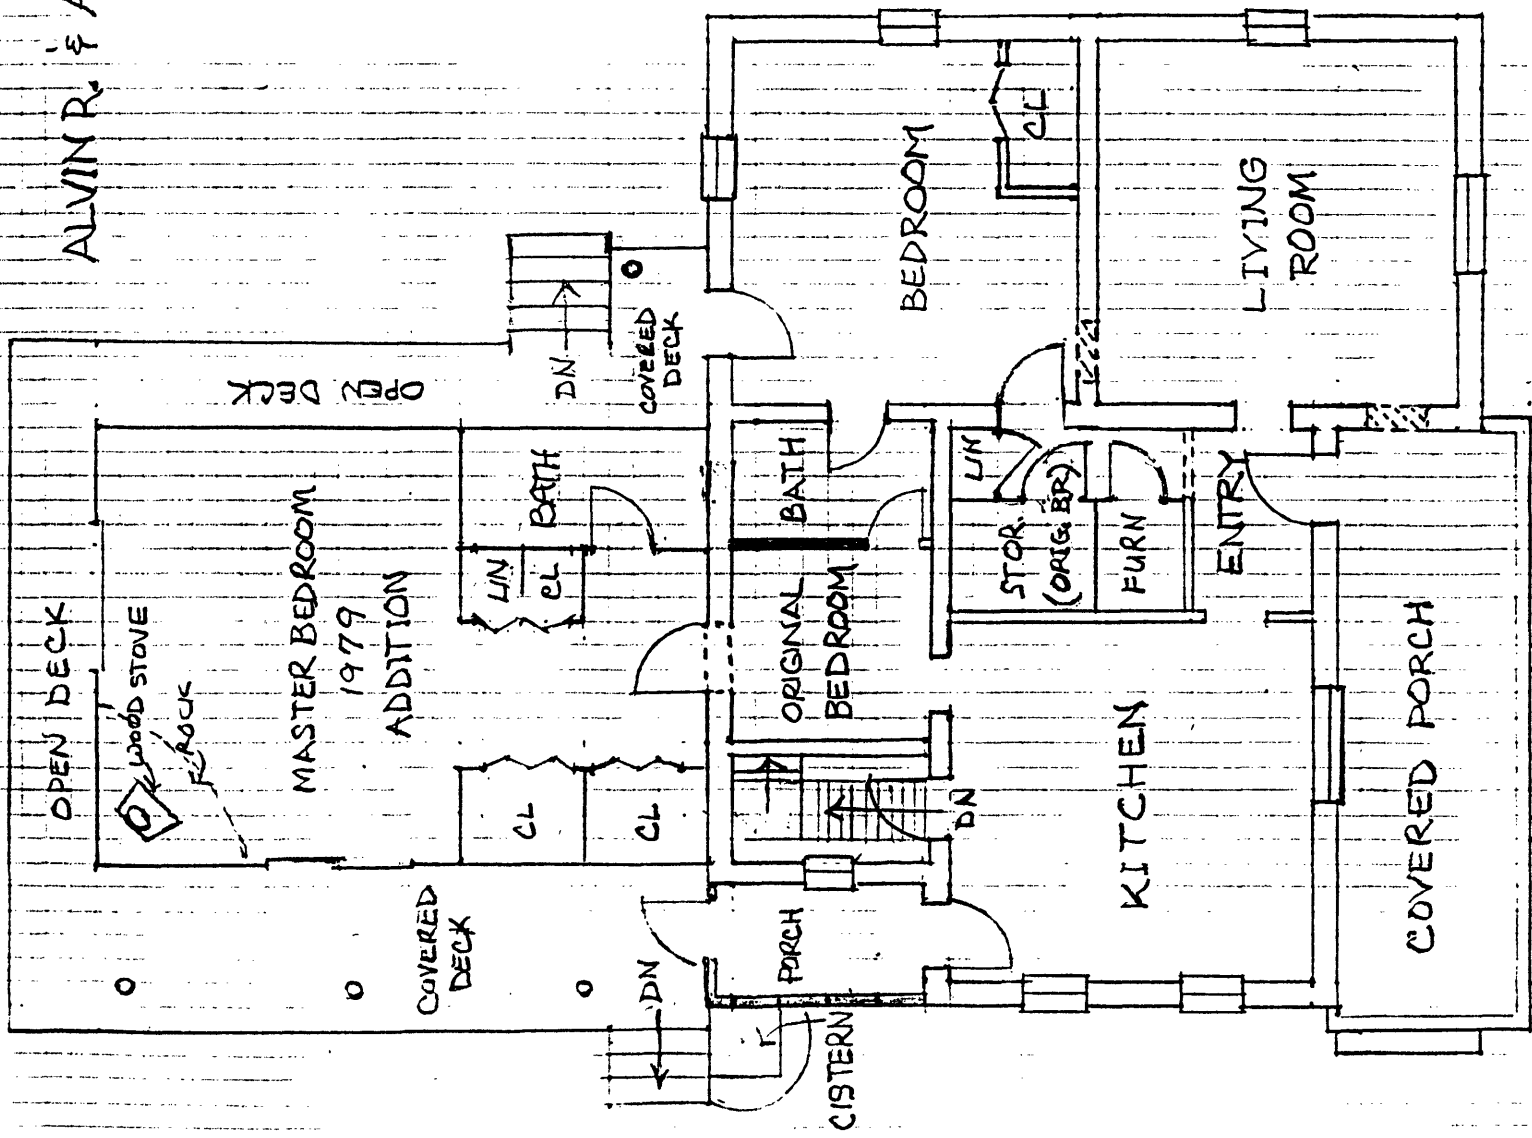 ALVIN R. &
OPEN DECK
WOOD STOVE
ROCK
MASTER BEDROOM
1979
ADDITION
OPEN DECK
DN
COVERED
DECK
BATH
LIN
CL
CL
CL
COVERED
DECK
DN
PORCH
CISTERN
ORIGINAL
BEDROOM
BATH
DN
BEDROOM
CL
LIVING
ROOM
LIN
STOR.
(ORIG. BR)
FURN
ENTRY
KITCHEN
COVERED PORCH